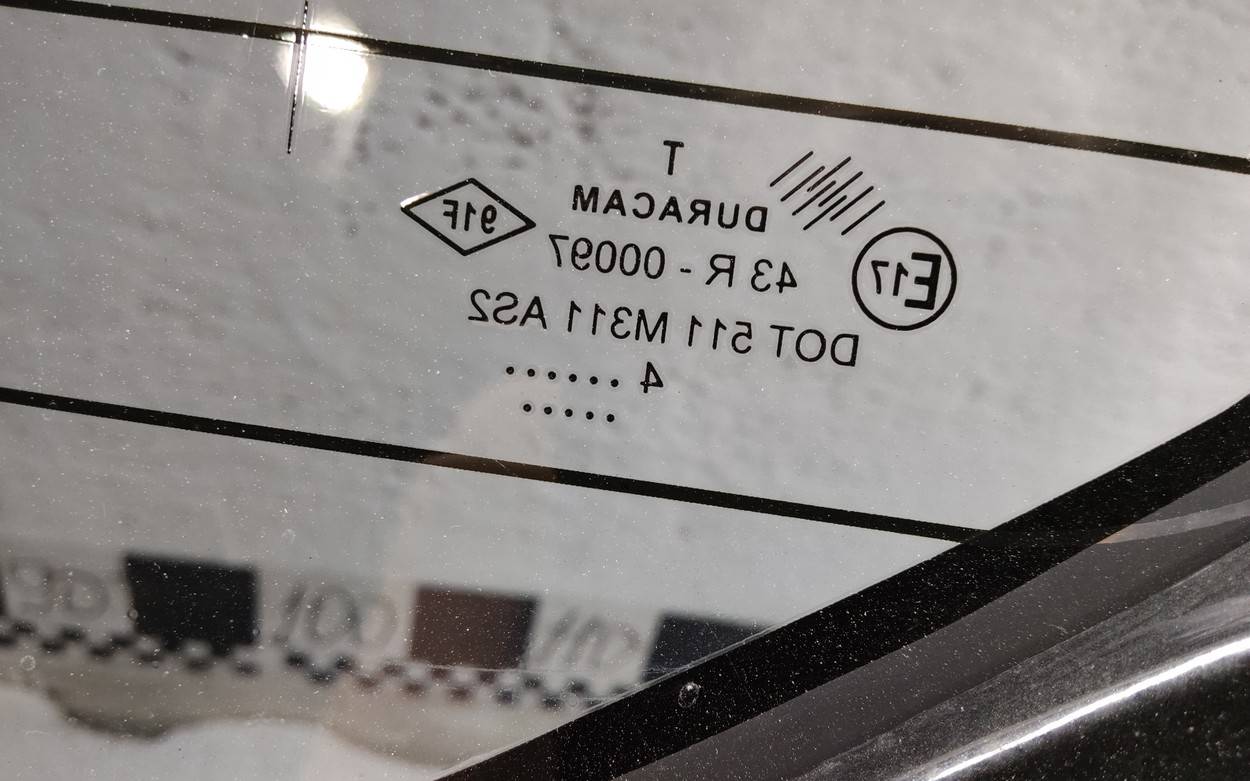 T
DURACAM
91F
E17
43 R - 00097
DOT 511 M311 AS2
4 ......
.....